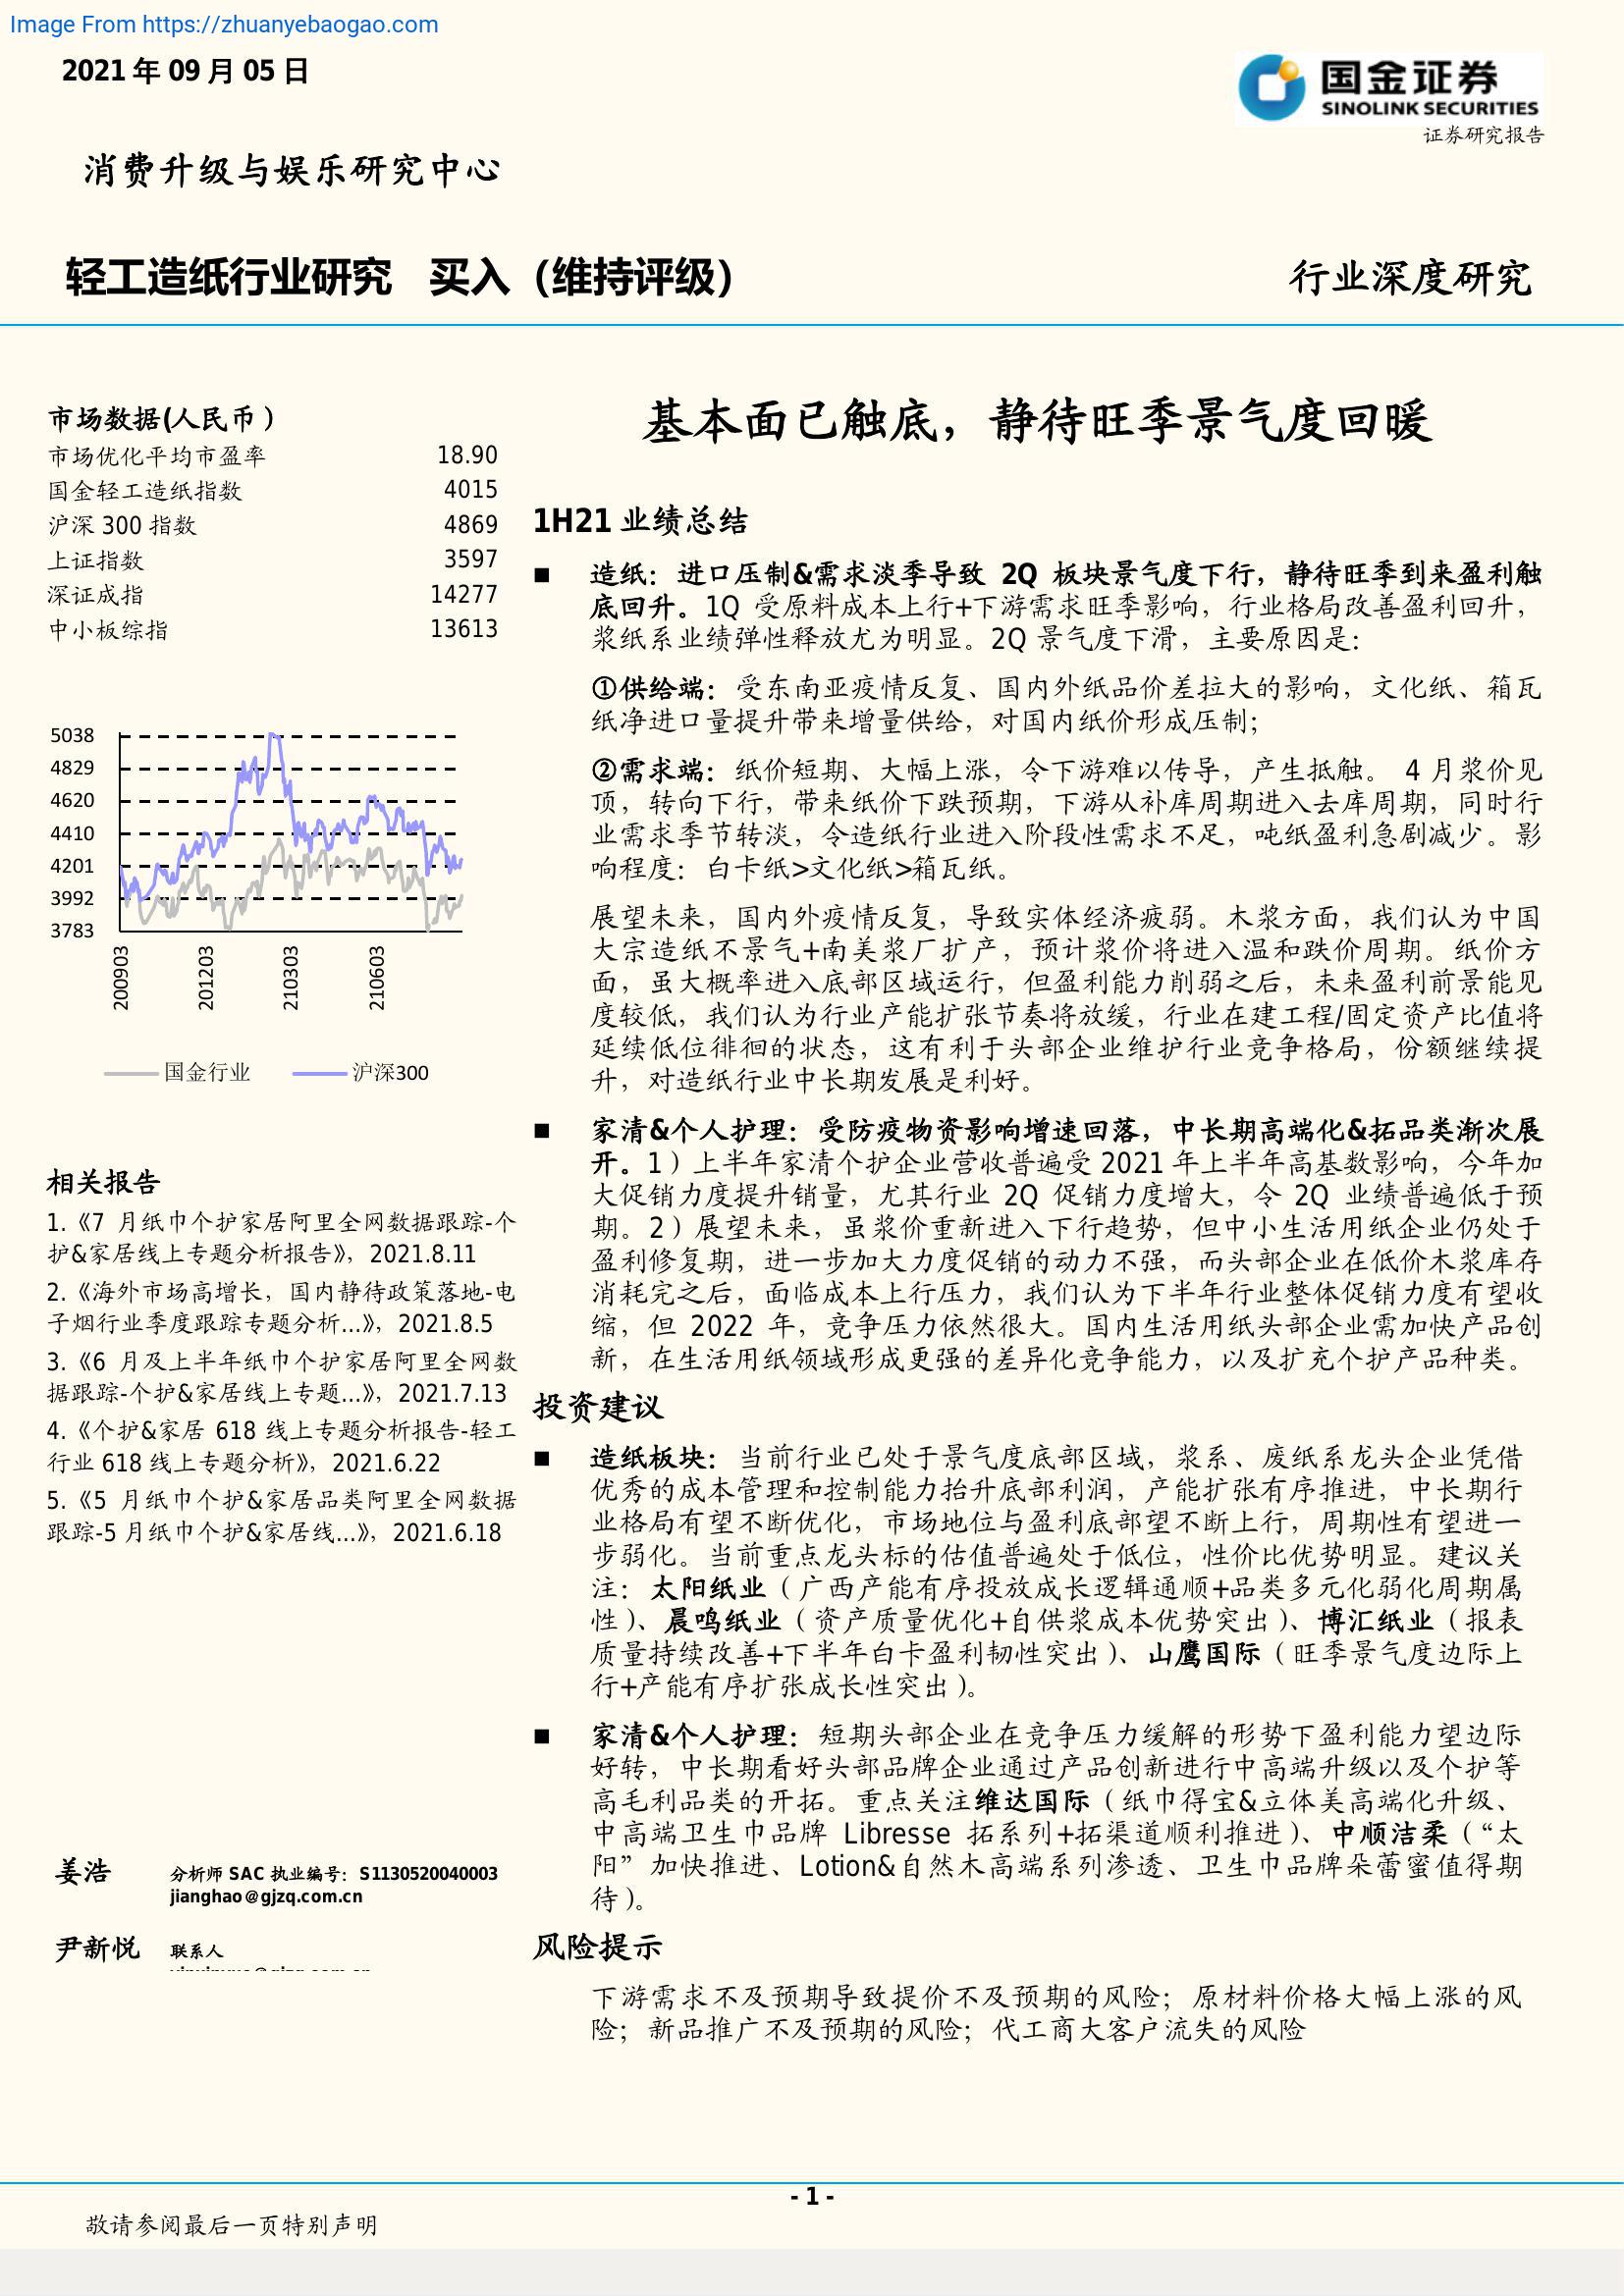 Image From https://zhuanyebaogao.com
2021 年 09 月 05 日
国金证券
SINOLINK SECURITIES
证券研究报告
消费升级与娱乐研究中心
轻工造纸行业研究 买入（维持评级）
行业深度研究
市场数据(人民币）
市场优化平均市盈率 18.90
国金轻工造纸指数 4015
沪深 300 指数 4869
上证指数 3597
深证成指 14277
中小板综指 13613
5038
4829
4620
4410
4201
3992
3783
200903
201203
210303
210603
国金行业 沪深300
相关报告
1.《7 月纸巾个护家居阿里全网数据跟踪-个
护&家居线上专题分析报告》，2021.8.11
2.《海外市场高增长，国内静待政策落地-电
子烟行业季度跟踪专题分析...》，2021.8.5
3.《6 月及上半年纸巾个护家居阿里全网数
据跟踪-个护&家居线上专题...》，2021.7.13
4.《个护&家居 618 线上专题分析报告-轻工
行业 618 线上专题分析》，2021.6.22
5.《5 月纸巾个护&家居品类阿里全网数据
跟踪-5 月纸巾个护&家居线...》，2021.6.18
姜浩 分析师 SAC 执业编号：S1130520040003
jianghao＠gjzq.com.cn
尹新悦 联系人
基本面已触底，静待旺季景气度回暖
1H21 业绩总结
■ 造纸：进口压制&需求淡季导致 2Q 板块景气度下行，静待旺季到来盈利触
底回升。1Q 受原料成本上行+下游需求旺季影响，行业格局改善盈利回升，
浆纸系业绩弹性释放尤为明显。2Q 景气度下滑，主要原因是：
①供给端：受东南亚疫情反复、国内外纸品价差拉大的影响，文化纸、箱瓦
纸净进口量提升带来增量供给，对国内纸价形成压制；
②需求端：纸价短期、大幅上涨，令下游难以传导，产生抵触。 4 月浆价见
顶，转向下行，带来纸价下跌预期，下游从补库周期进入去库周期，同时行
业需求季节转淡，令造纸行业进入阶段性需求不足，吨纸盈利急剧减少。影
响程度：白卡纸>文化纸>箱瓦纸。
展望未来，国内外疫情反复，导致实体经济疲弱。木浆方面，我们认为中国
大宗造纸不景气+南美浆厂扩产，预计浆价将进入温和跌价周期。纸价方
面，虽大概率进入底部区域运行，但盈利能力削弱之后，未来盈利前景能见
度较低，我们认为行业产能扩张节奏将放缓，行业在建工程/固定资产比值将
延续低位徘徊的状态，这有利于头部企业维护行业竞争格局，份额继续提
升，对造纸行业中长期发展是利好。
■ 家清&个人护理：受防疫物资影响增速回落，中长期高端化&拓品类渐次展
开。1）上半年家清个护企业营收普遍受 2021 年上半年高基数影响，今年加
大促销力度提升销量，尤其行业 2Q 促销力度增大，令 2Q 业绩普遍低于预
期。2）展望未来，虽浆价重新进入下行趋势，但中小生活用纸企业仍处于
盈利修复期，进一步加大力度促销的动力不强，而头部企业在低价木浆库存
消耗完之后，面临成本上行压力，我们认为下半年行业整体促销力度有望收
缩，但 2022 年，竞争压力依然很大。国内生活用纸头部企业需加快产品创
新，在生活用纸领域形成更强的差异化竞争能力，以及扩充个护产品种类。
投资建议
■ 造纸板块：当前行业已处于景气度底部区域，浆系、废纸系龙头企业凭借
优秀的成本管理和控制能力抬升底部利润，产能扩张有序推进，中长期行
业格局有望不断优化，市场地位与盈利底部望不断上行，周期性有望进一
步弱化。当前重点龙头标的估值普遍处于低位，性价比优势明显。建议关
注：太阳纸业（广西产能有序投放成长逻辑通顺+品类多元化弱化周期属
性）、晨鸣纸业（资产质量优化+自供浆成本优势突出）、博汇纸业（报表
质量持续改善+下半年白卡盈利韧性突出）、山鹰国际（旺季景气度边际上
行+产能有序扩张成长性突出）。
■ 家清&个人护理：短期头部企业在竞争压力缓解的形势下盈利能力望边际
好转，中长期看好头部品牌企业通过产品创新进行中高端升级以及个护等
高毛利品类的开拓。重点关注维达国际（纸巾得宝&立体美高端化升级、
中高端卫生巾品牌 Libresse 拓系列+拓渠道顺利推进）、中顺洁柔（“太
阳”加快推进、Lotion&自然木高端系列渗透、卫生巾品牌朵蕾蜜值得期
待）。
风险提示
下游需求不及预期导致提价不及预期的风险；原材料价格大幅上涨的风
险；新品推广不及预期的风险；代工商大客户流失的风险
- 1 -
敬请参阅最后一页特别声明